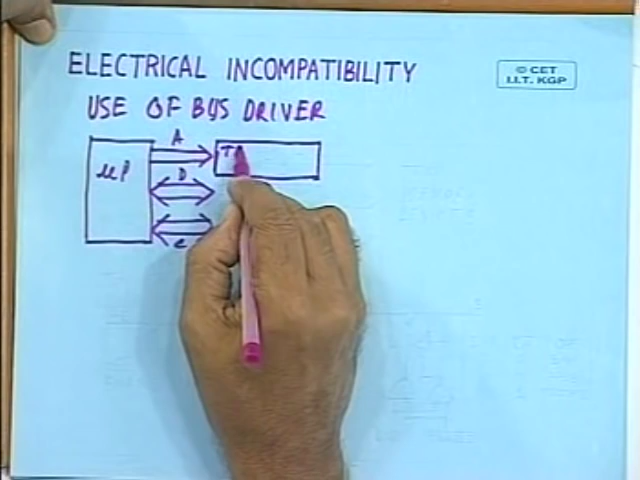 ELECTRICAL INCOMPATIBILITY
© CET
I.I.T. KGP
USE OF BUS DRIVER
A
μP
D
C